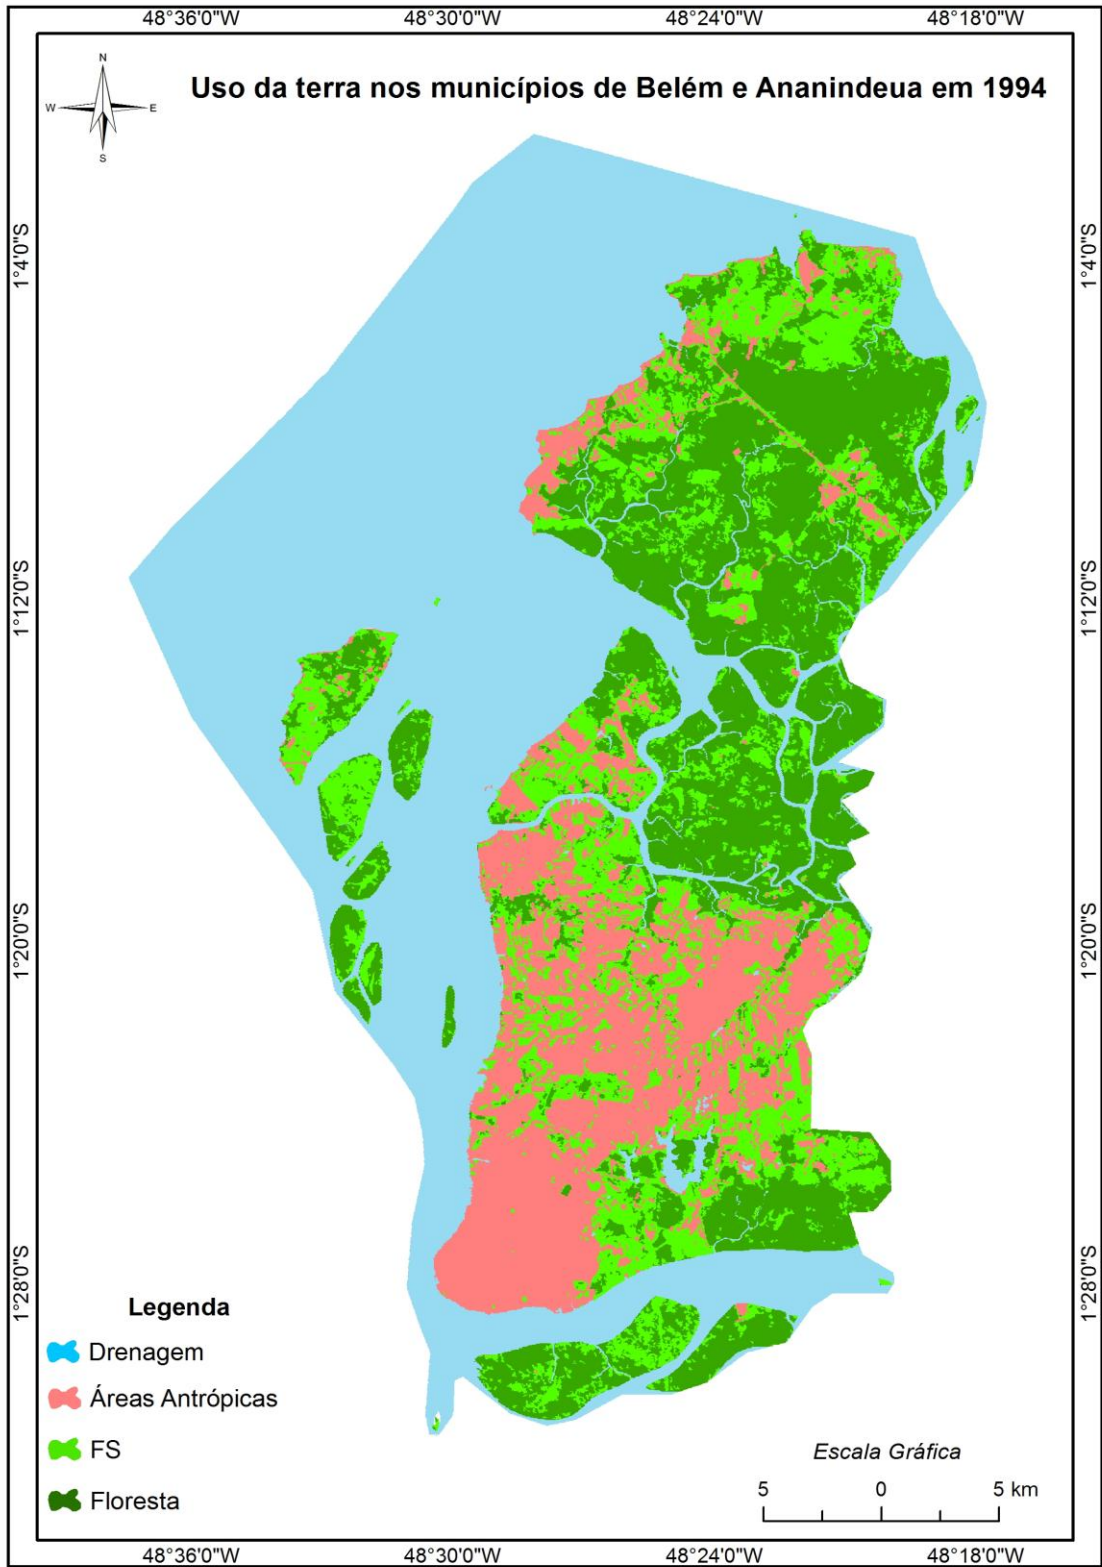 48°36'0"W 48°30'0"W 48°24'0"W 48°18'0"W
N
W E
S
Uso da terra nos municípios de Belém e Ananindeua em 1994
1°4'0"S 1°4'0"S
1°12'0"S 1°12'0"S
1°20'0"S 1°20'0"S
1°28'0"S 1°28'0"S
Legenda
Drenagem
Áreas Antrópicas
FS
Floresta
Escala Gráfica
5 0 5 km
48°36'0"W 48°30'0"W 48°24'0"W 48°18'0"W